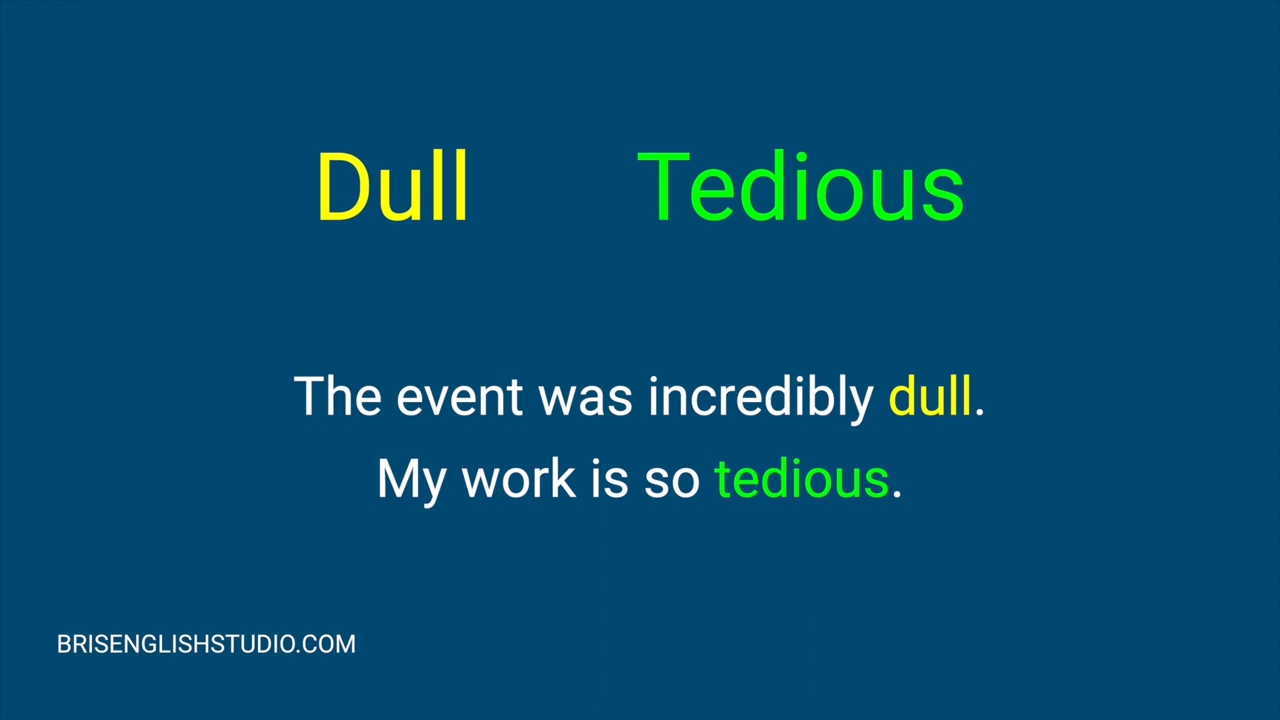 Dull Tedious
The event was incredibly dull.
My work is so tedious.
BRISENGLISHSTUDIO.COM